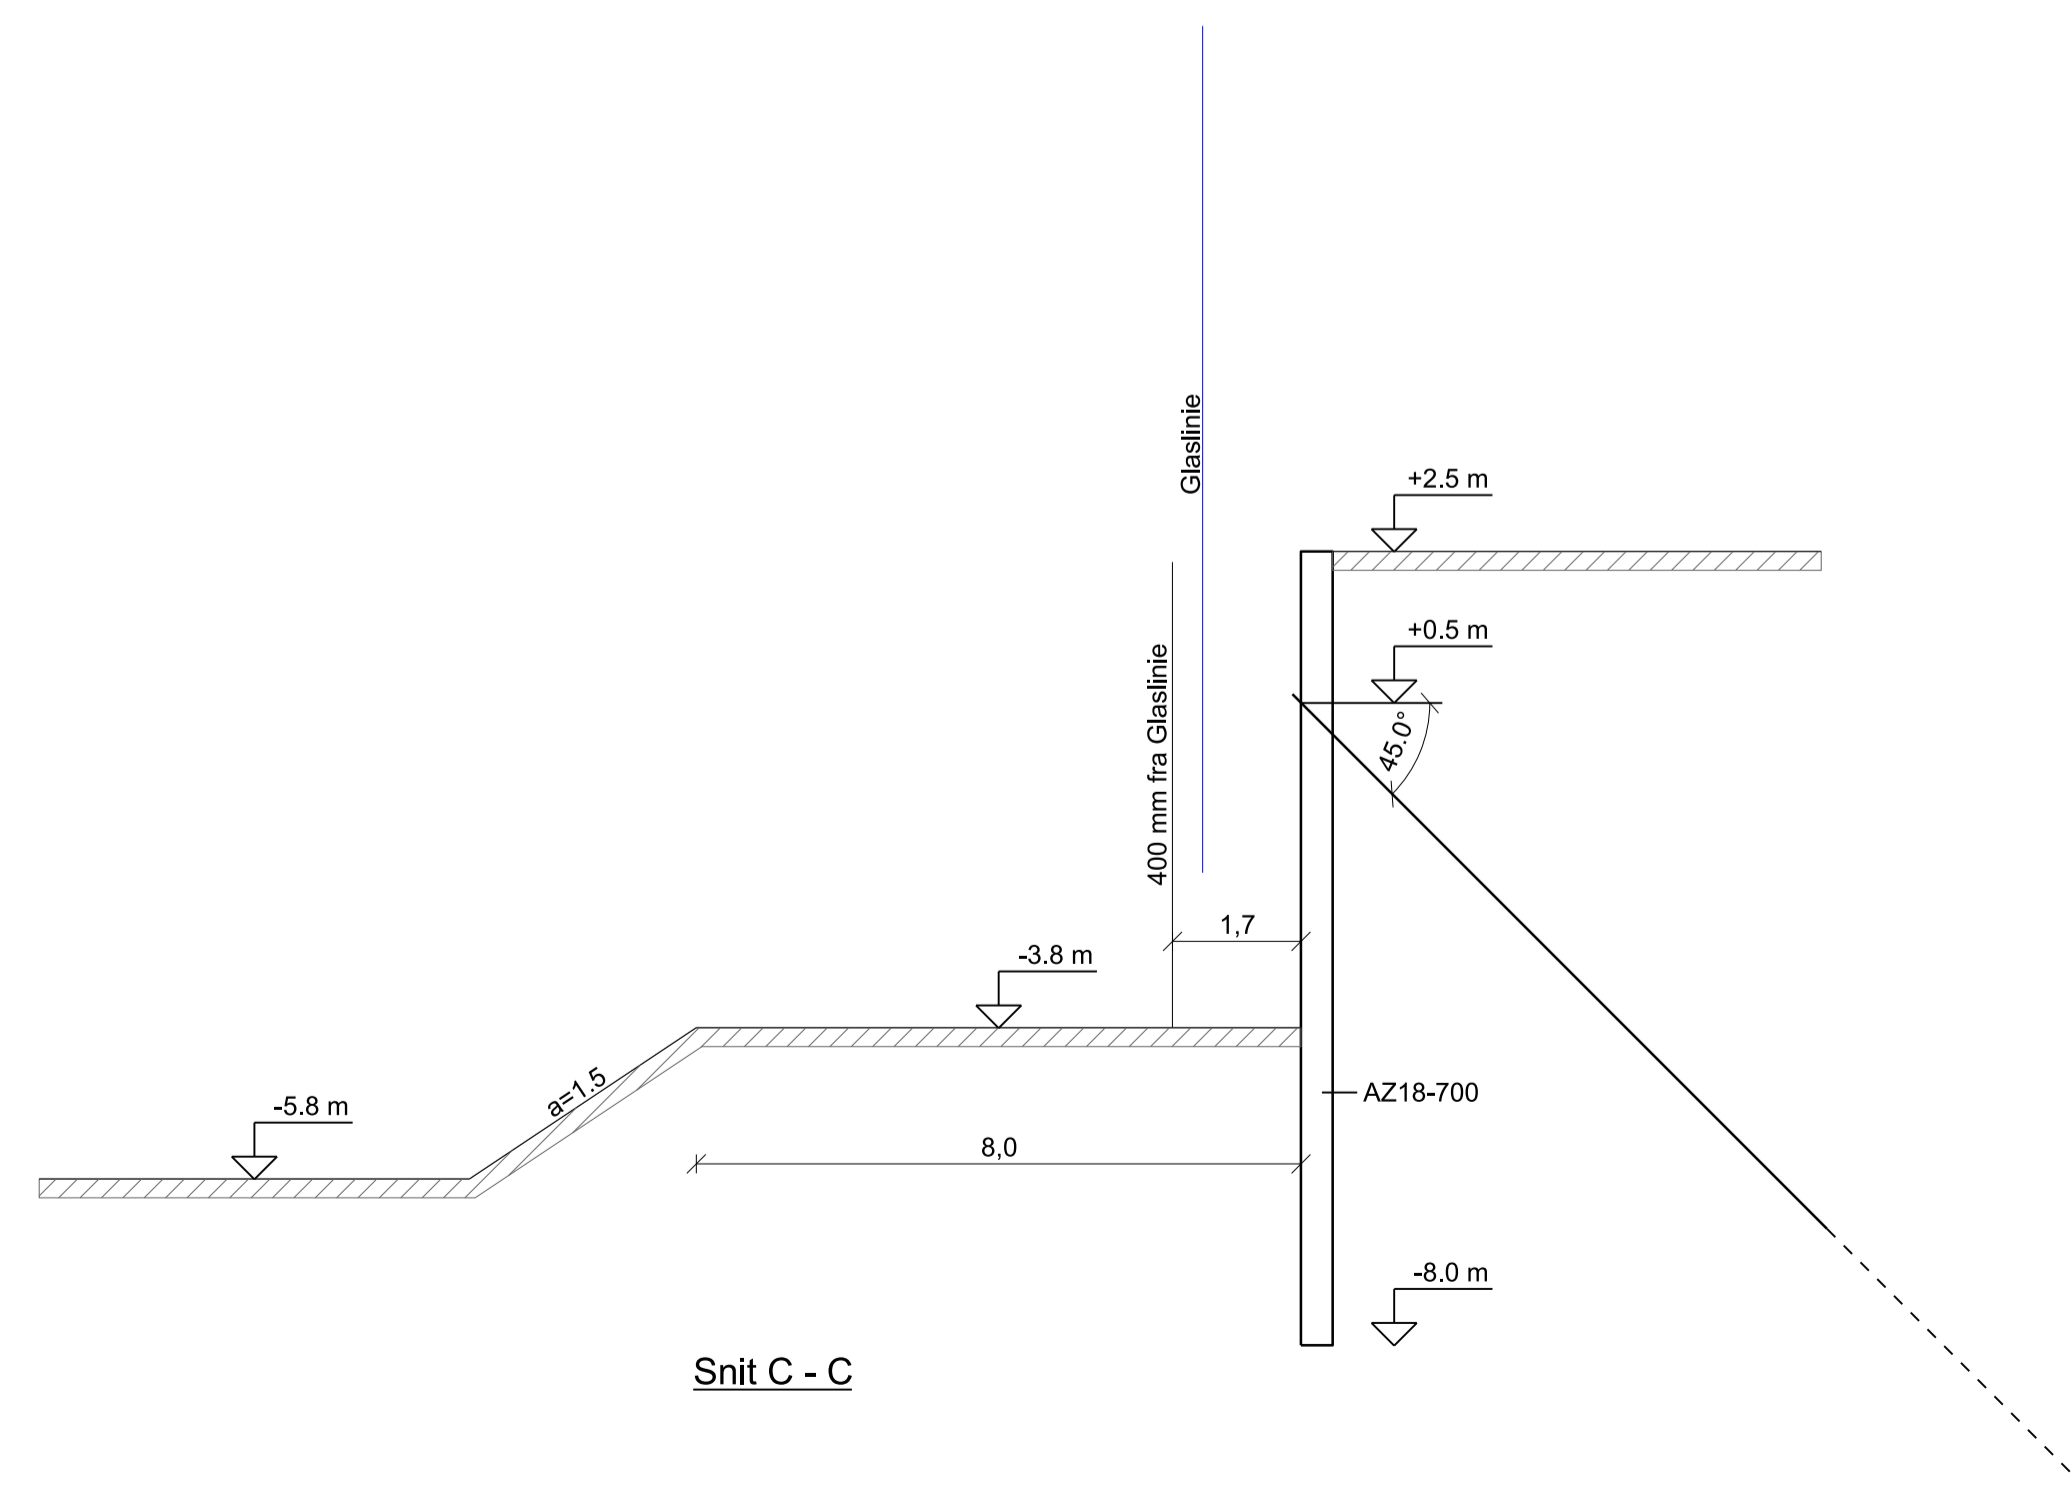 Glaslinie
+2.5 m
+0.5 m
45.0°
400 mm fra Glaslinie
1,7
-3.8 m
a=1.5
AZ18-700
-5.8 m
8,0
-8.0 m
Snit C - C